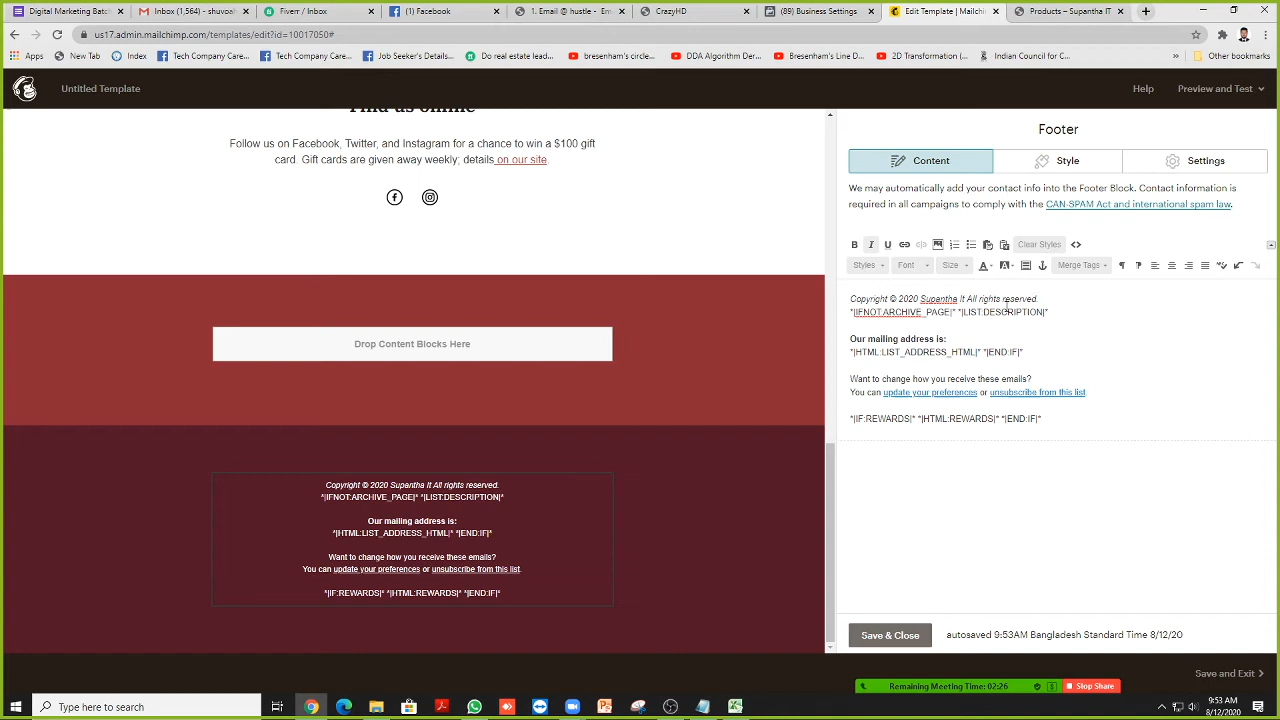 Digital Marketing Batc
Inbox (1,564) - shuvobal
Fiverr / Inbox
(1) Facebook
1. Email @ hustle - Em
CrazyHD
(89) Business Settings
Edit Template | Mailchim
Products – Supantha IT
us17.admin.mailchimp.com/templates/edit?id=10017050#
Apps
New Tab
Index
Tech Company Care...
Job Seeker's Details...
Tech Company Care...
Do real estate lead...
bresenham's circle...
DDA Algorithm Der...
Bresenham's Line D...
2D Transformation (...
Indian Council for C...
»
Other bookmarks
Untitled Template
Help
Preview and Test
Find us online
Follow us on Facebook, Twitter, and Instagram for a chance to win a $100 gift
card. Gift cards are given away weekly; details on our site.
Drop Content Blocks Here
Copyright © 2020 Supantha It All rights reserved.
*|IFNOT:ARCHIVE_PAGE|* *|LIST:DESCRIPTION|*
Our mailing address is:
*|HTML:LIST_ADDRESS_HTML|* *|END:IF|*
Want to change how you receive these emails?
You can update your preferences or unsubscribe from this list.
*|IF:REWARDS|* *|HTML:REWARDS|* *|END:IF|*
Footer
Content
Style
Settings
We may automatically add your contact info into the Footer Block. Contact information is
required in all campaigns to comply with the CAN-SPAM Act and international spam law.
B I U Clear Styles <>
Styles Font Size A A Merge Tags
Copyright © 2020 Supantha It All rights reserved.
*|IFNOT:ARCHIVE_PAGE|* *|LIST:DESCRIPTION|*
Our mailing address is:
*|HTML:LIST_ADDRESS_HTML|* *|END:IF|*
Want to change how you receive these emails?
You can update your preferences or unsubscribe from this list.
*|IF:REWARDS|* *|HTML:REWARDS|* *|END:IF|*
Save & Close
autosaved 9:53AM Bangladesh Standard Time 8/12/20
Save and Exit
Remaining Meeting Time: 02:26
Stop Share
Type here to search
9:53 AM
8/12/2020